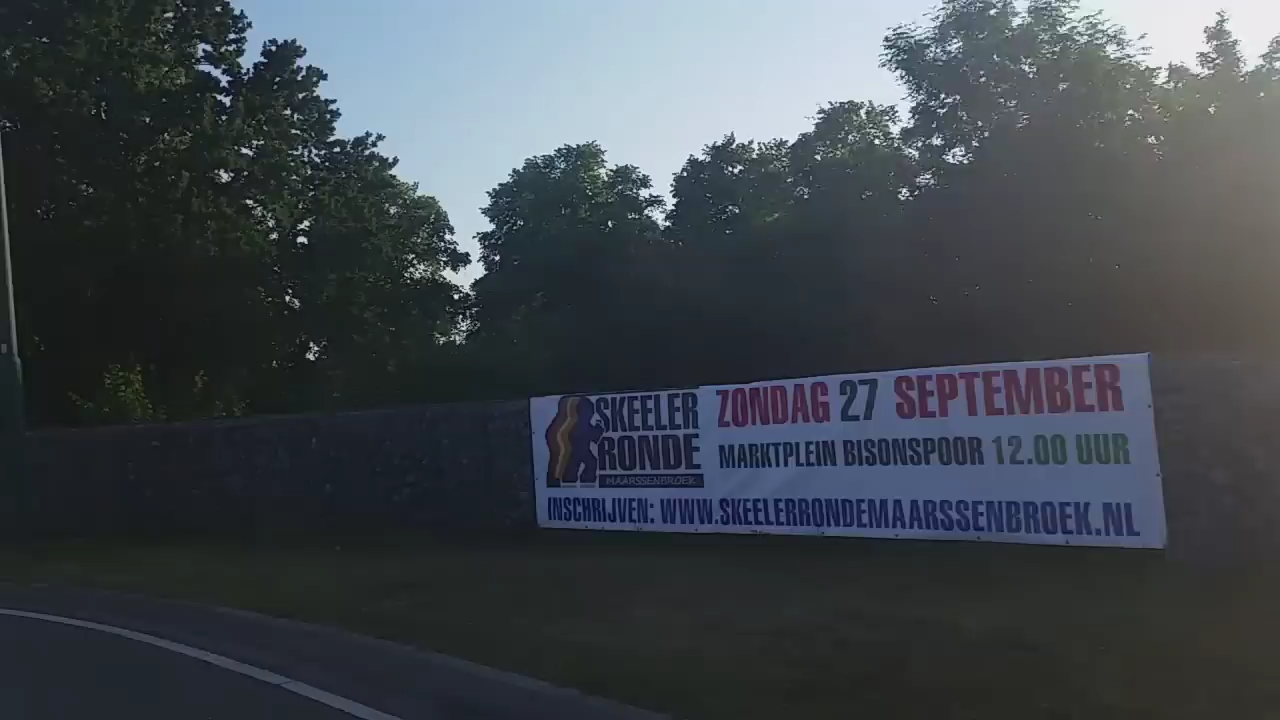 SKEELER
RONDE
MAARSSENBROEK
ZONDAG 27 SEPTEMBER
MARKTPLEIN BISONSPOOR 12.00 UUR
INSCHRIJVEN: WWW.SKEELERRONDEMAARSSENBROEK.NL